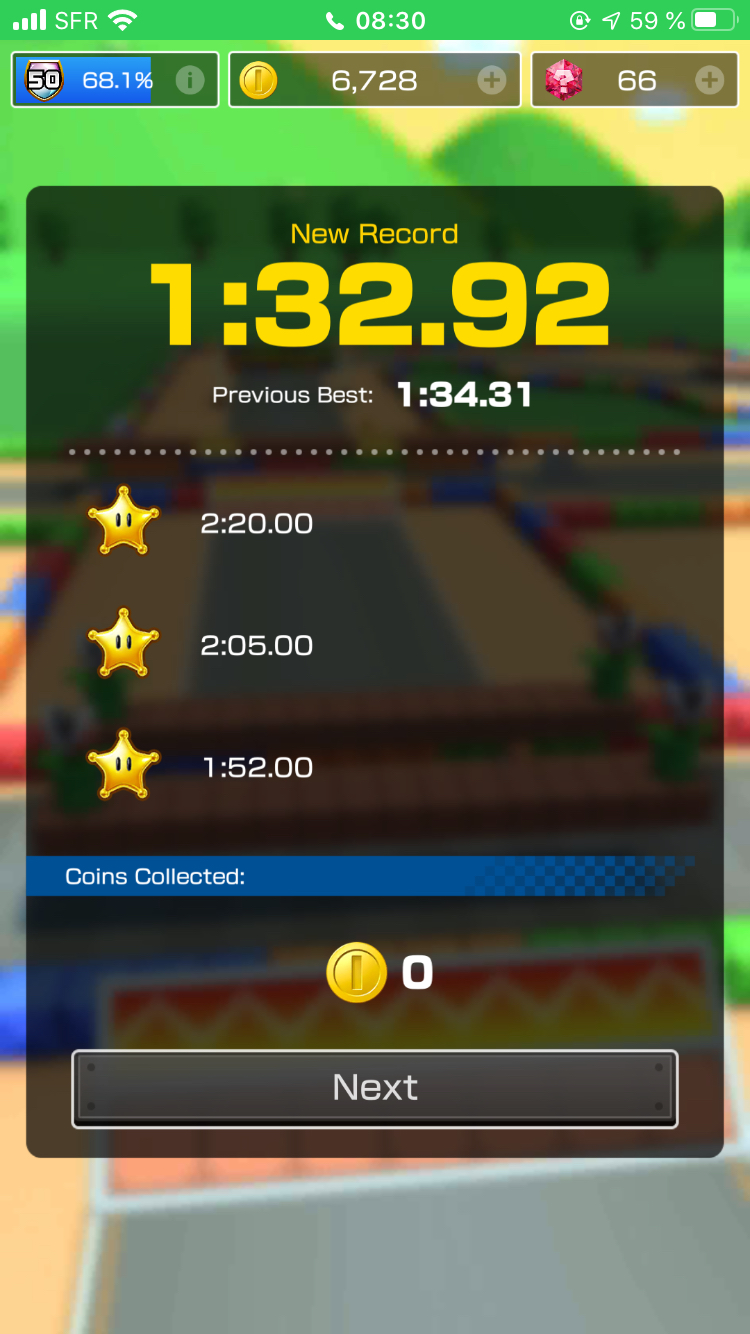 SFR 08:30 59 %
50 68.1% i 6,728 + ? 66 +
New Record
1:32.92
Previous Best: 1:34.31
2:20.00
2:05.00
1:52.00
Coins Collected:
0
Next